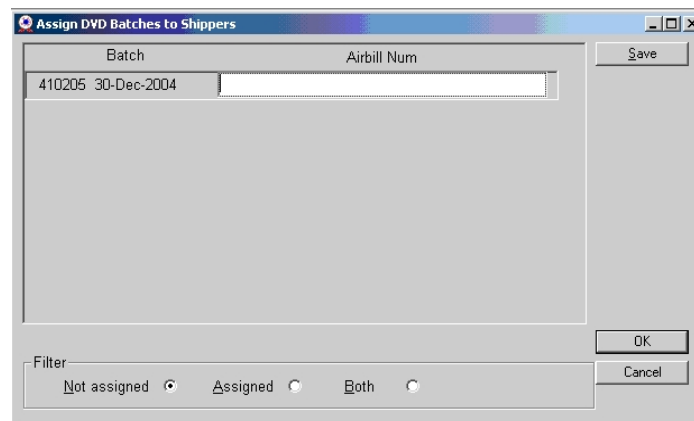 Assign DVD Batches to Shippers
Batch Airbill Num
Save
410205 30-Dec-2004
OK
Filter
Cancel
Not assigned Assigned Both